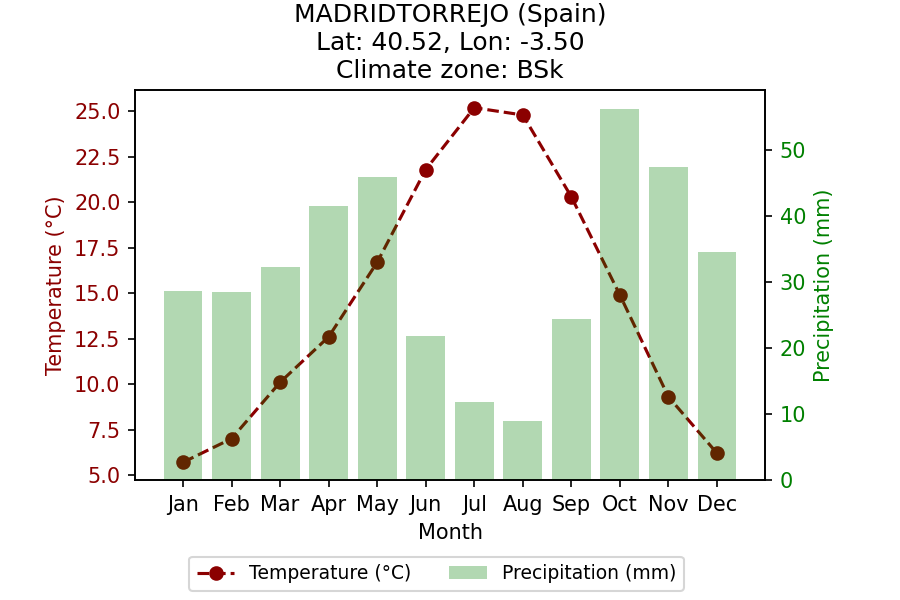 MADRIDTORREJO (Spain)
Lat: 40.52, Lon: -3.50
Climate zone: BSk
25.0
22.5
20.0
17.5
15.0
12.5
10.0
7.5
5.0
Temperature (°C)
50
40
30
20
10
0
Precipitation (mm)
Jan Feb Mar Apr May Jun Jul Aug Sep Oct Nov Dec
Month
Temperature (°C) Precipitation (mm)